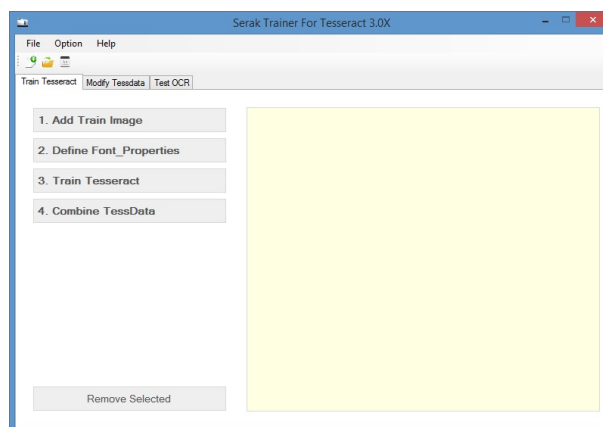 Serak Trainer For Tesseract 3.0X
File Option Help
Train Tesseract Modify Tessdata Test OCR
1. Add Train Image
2. Define Font_Properties
3. Train Tesseract
4. Combine TessData
Remove Selected